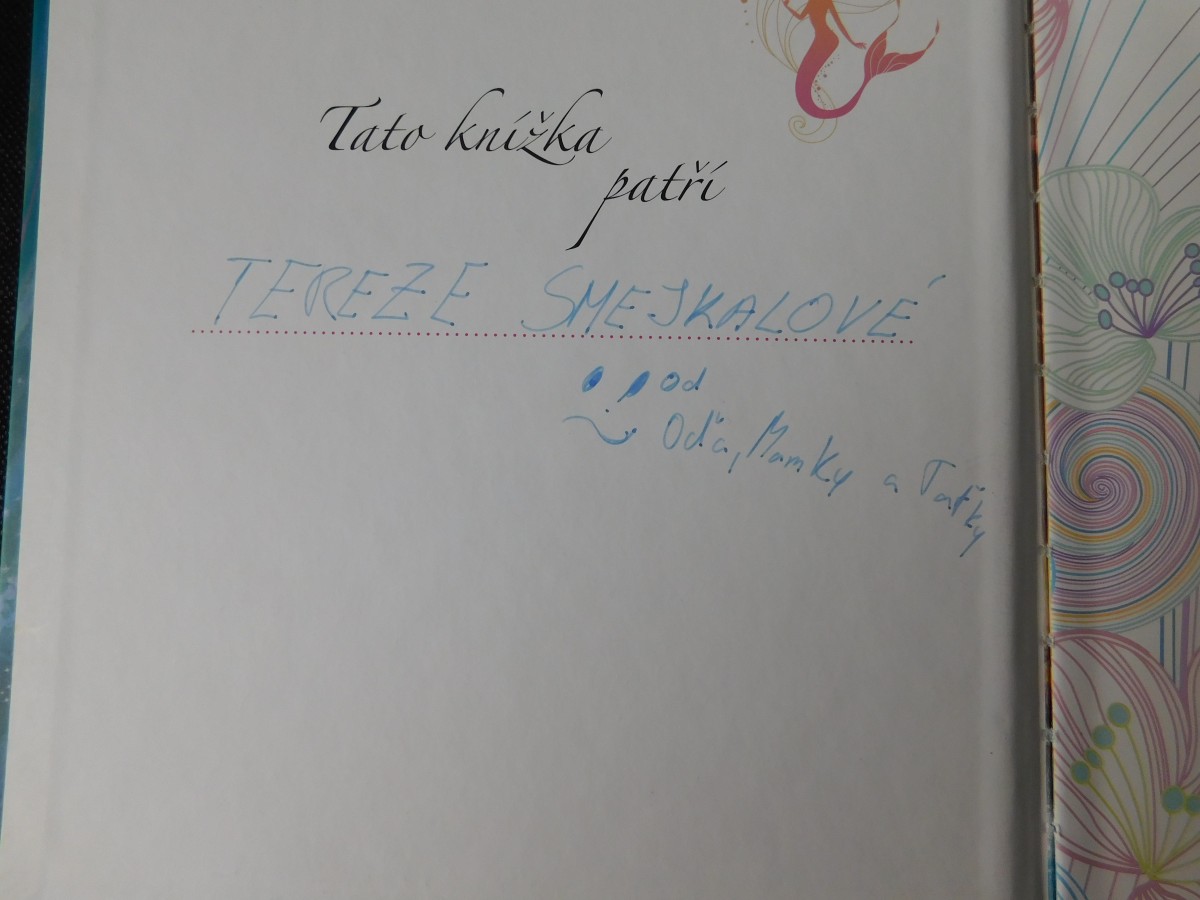 Tato knížka
patří
TEREZE SMEJKALOVÉ
od
Oďa, Mamky a Taťky